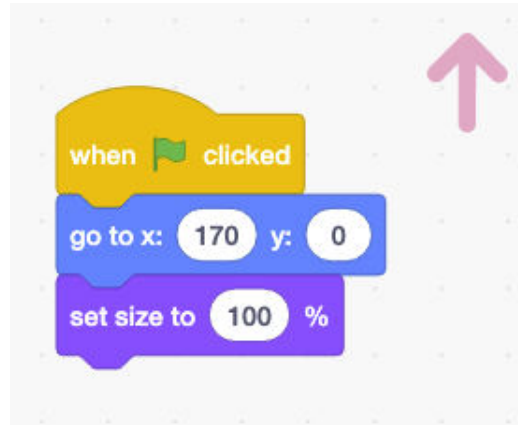 when clicked
go to x: 170 y: 0
set size to 100 %